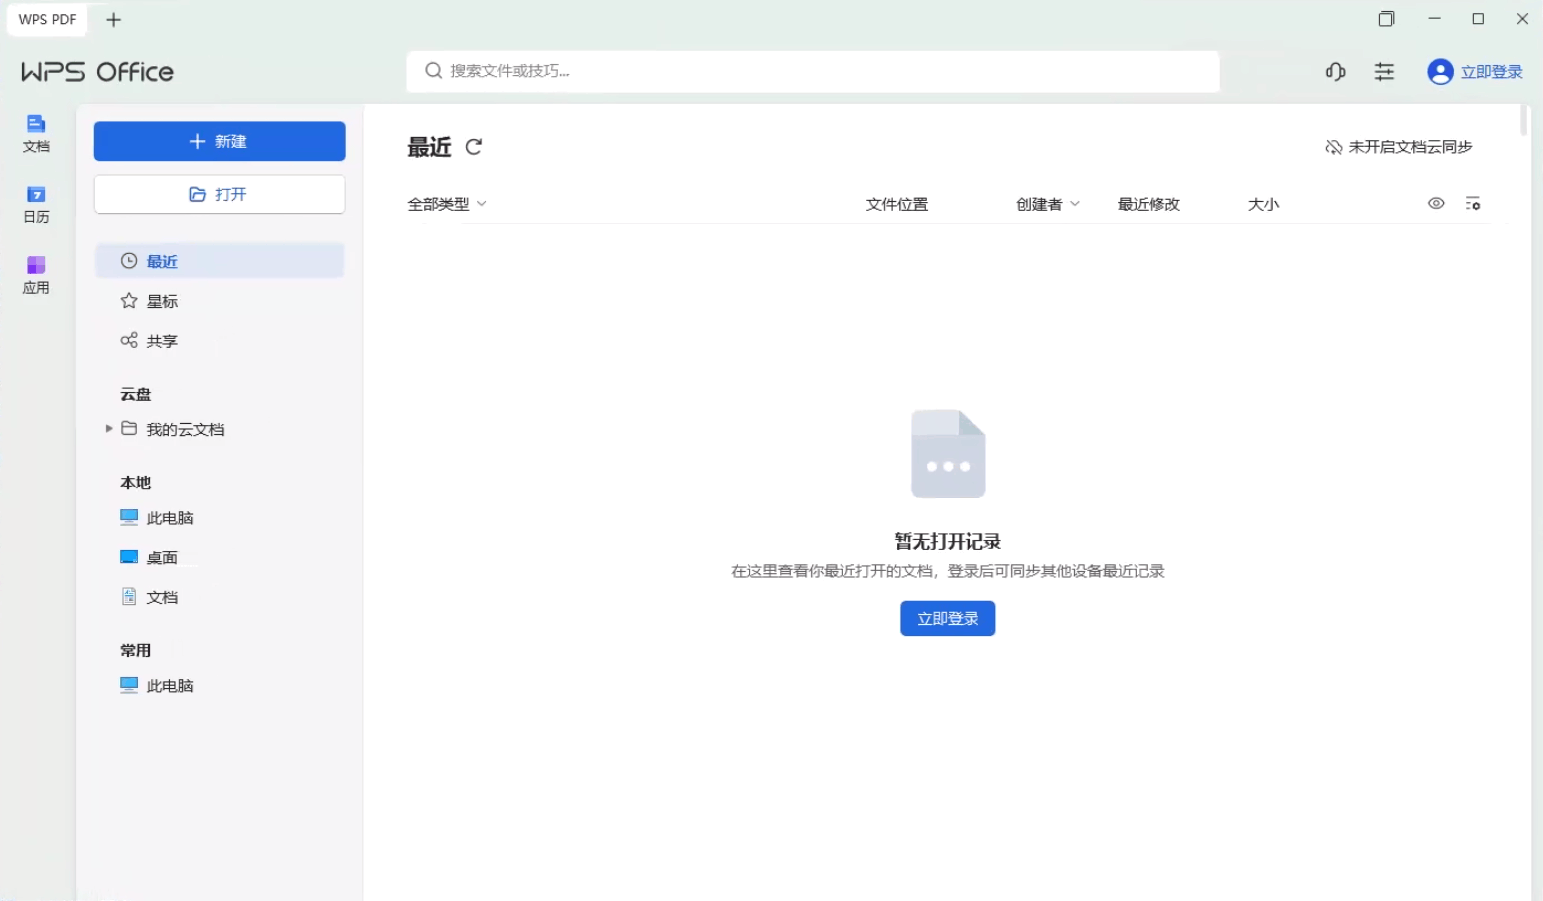 WPS PDF
WPS Office
搜索文件或技巧...
立即登录
文档
日历
应用
新建
打开
最近
星标
共享
云盘
我的云文档
本地
此电脑
桌面
文档
常用
此电脑
最近
未开启文档云同步
全部类型 文件位置 创建者 最近修改 大小
暂无打开记录
在这里查看你最近打开的文档，登录后可同步其他设备最近记录
立即登录